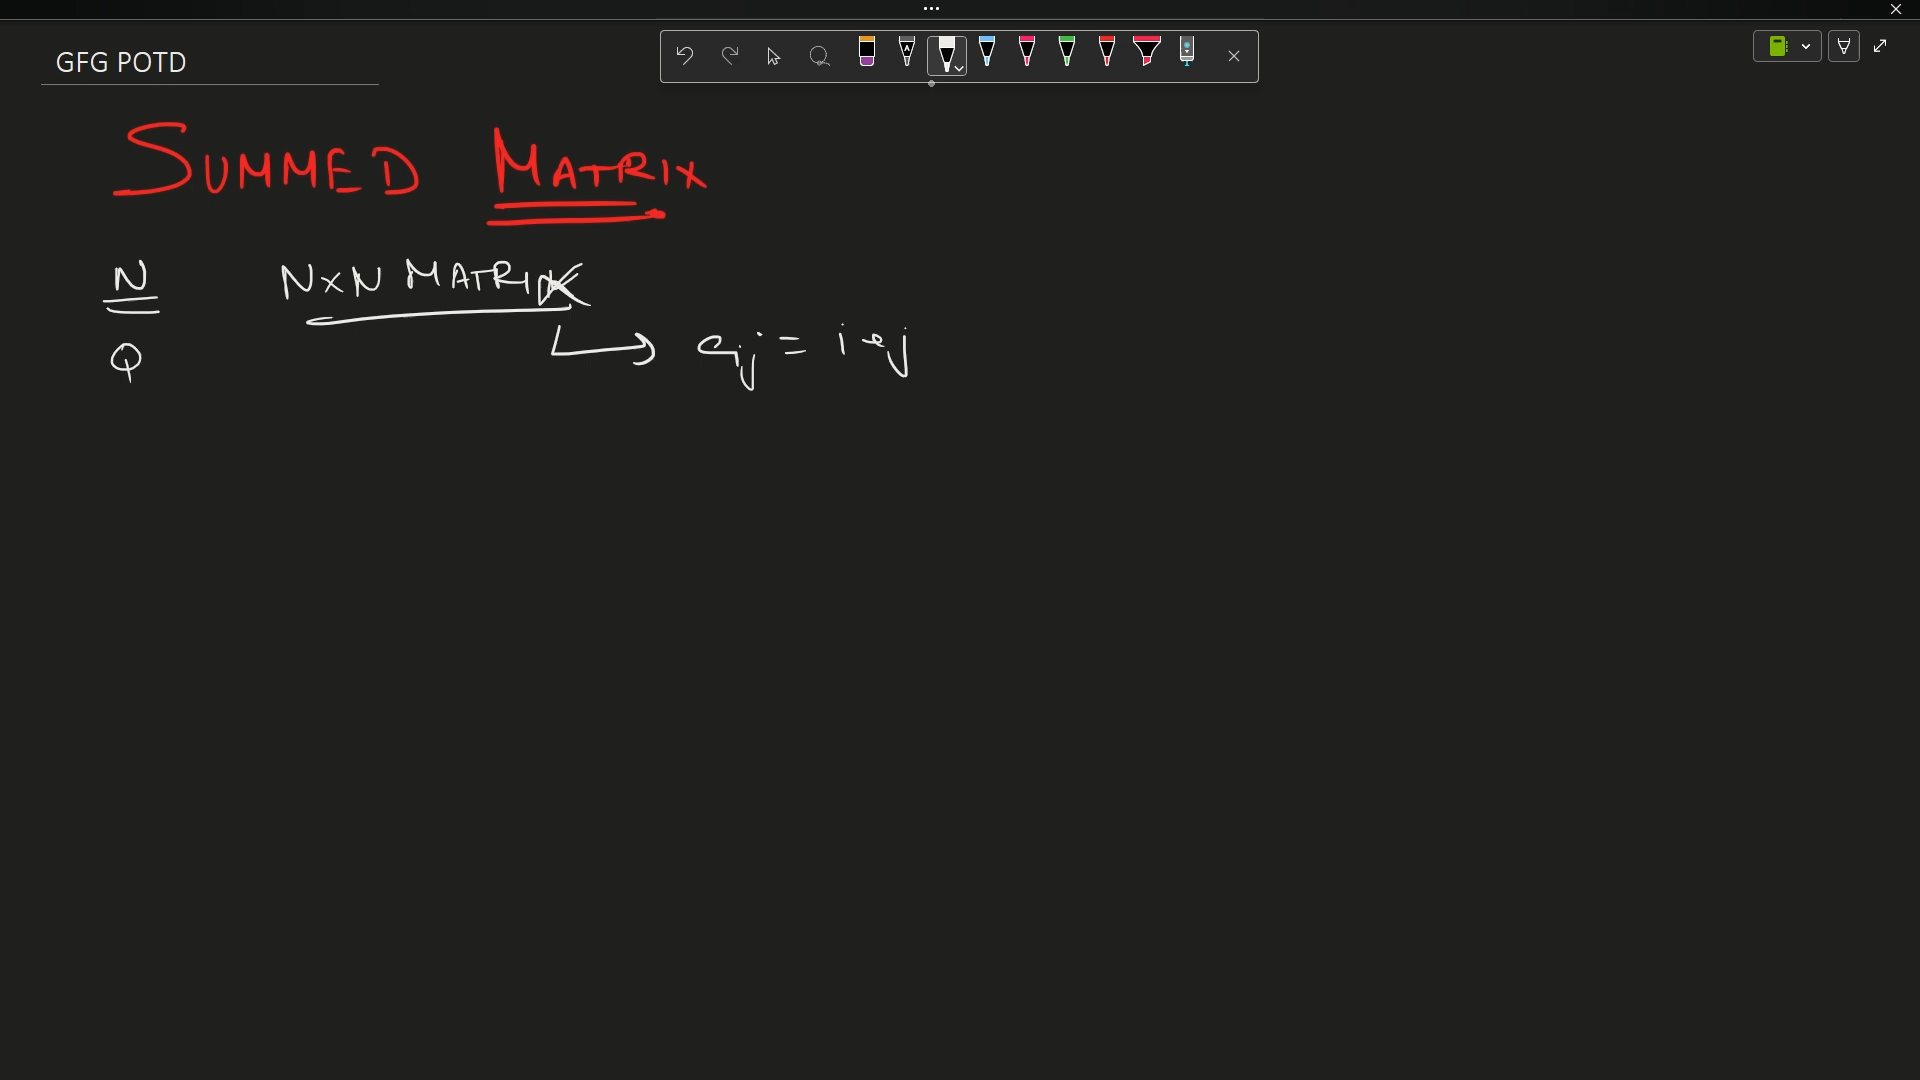 GFG POTD
SUMMED MATRIX
N NXN MATRIX
Q aij = i+j